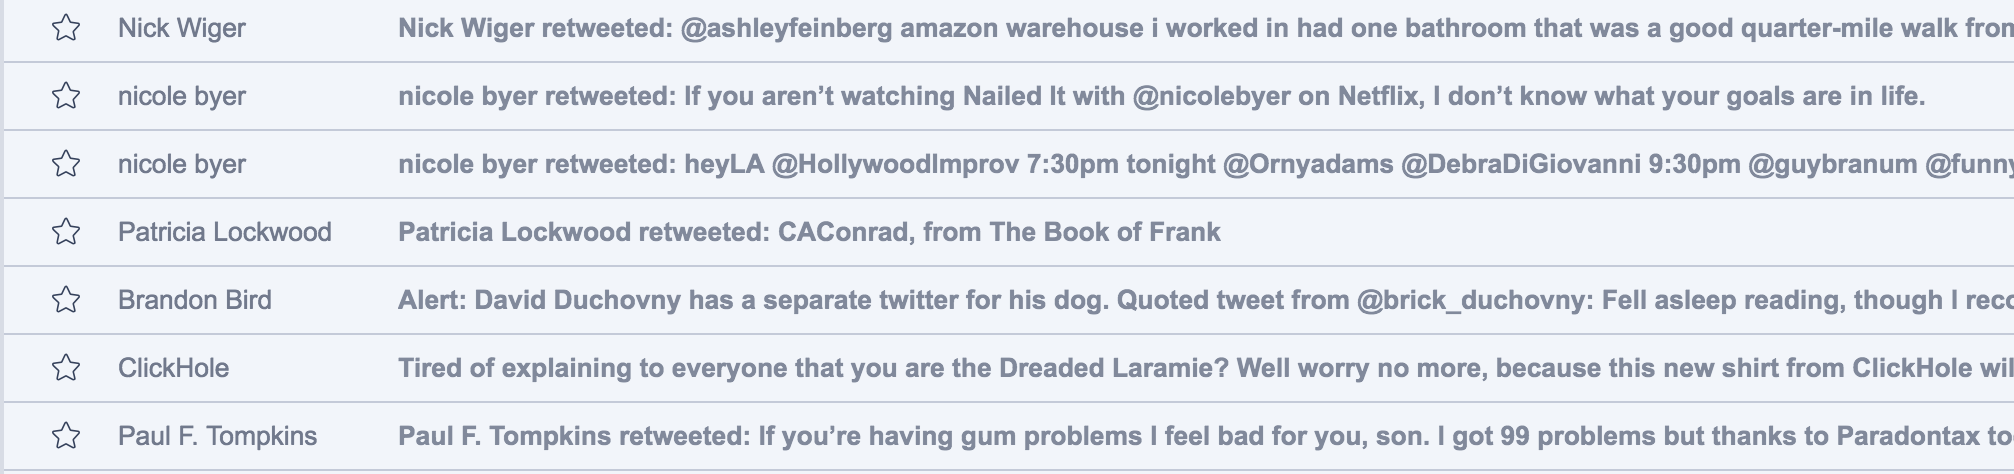 Nick Wiger Nick Wiger retweeted: @ashleyfeinberg amazon warehouse i worked in had one bathroom that was a good quarter-mile walk from
nicole byer nicole byer retweeted: If you aren’t watching Nailed It with @nicolebyer on Netflix, I don’t know what your goals are in life.
nicole byer nicole byer retweeted: heyLA @HollywoodImprov 7:30pm tonight @Ornyadams @DebraDiGiovanni 9:30pm @guybranum @funny
Patricia Lockwood Patricia Lockwood retweeted: CAConrad, from The Book of Frank
Brandon Bird Alert: David Duchovny has a separate twitter for his dog. Quoted tweet from @brick_duchovny: Fell asleep reading, though I reco
ClickHole Tired of explaining to everyone that you are the Dreaded Laramie? Well worry no more, because this new shirt from ClickHole wil
Paul F. Tompkins Paul F. Tompkins retweeted: If you’re having gum problems I feel bad for you, son. I got 99 problems but thanks to Paradontax to